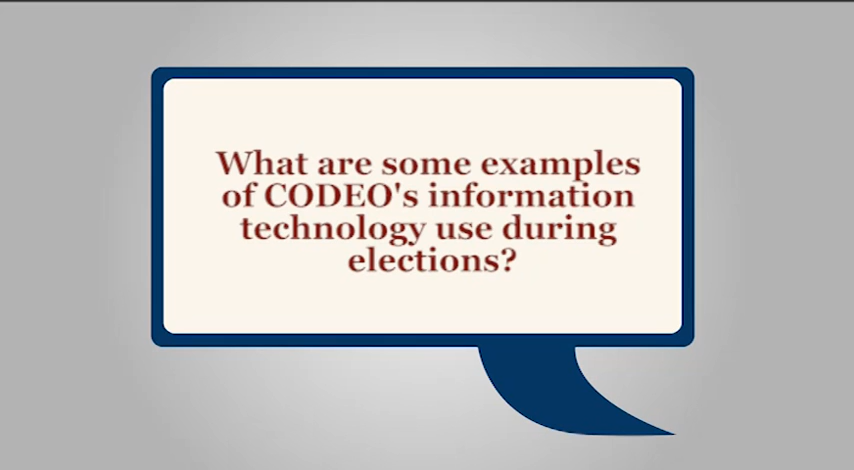 What are some examples
of CODEO's information
technology use during
elections?